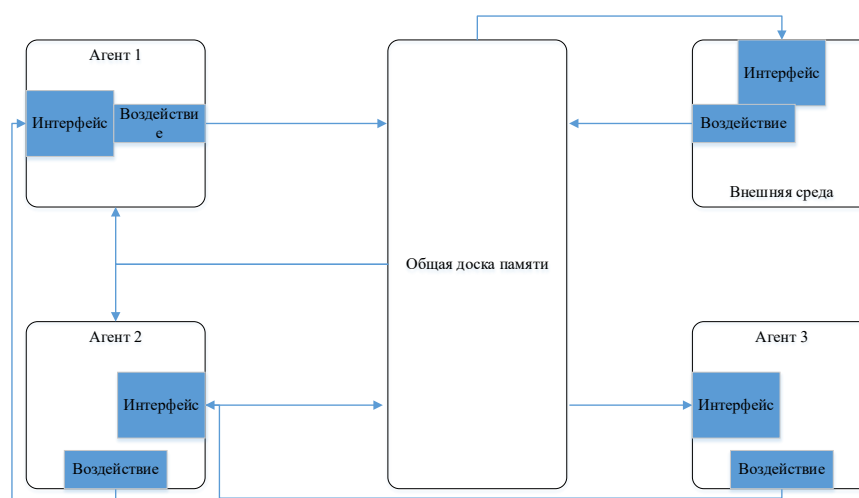 Агент 1
Интерфейс
Воздействи
е
Общая доска памяти
Интерфейс
Воздействие
Внешняя среда
Агент 2
Интерфейс
Воздействие
Агент 3
Интерфейс
Воздействие